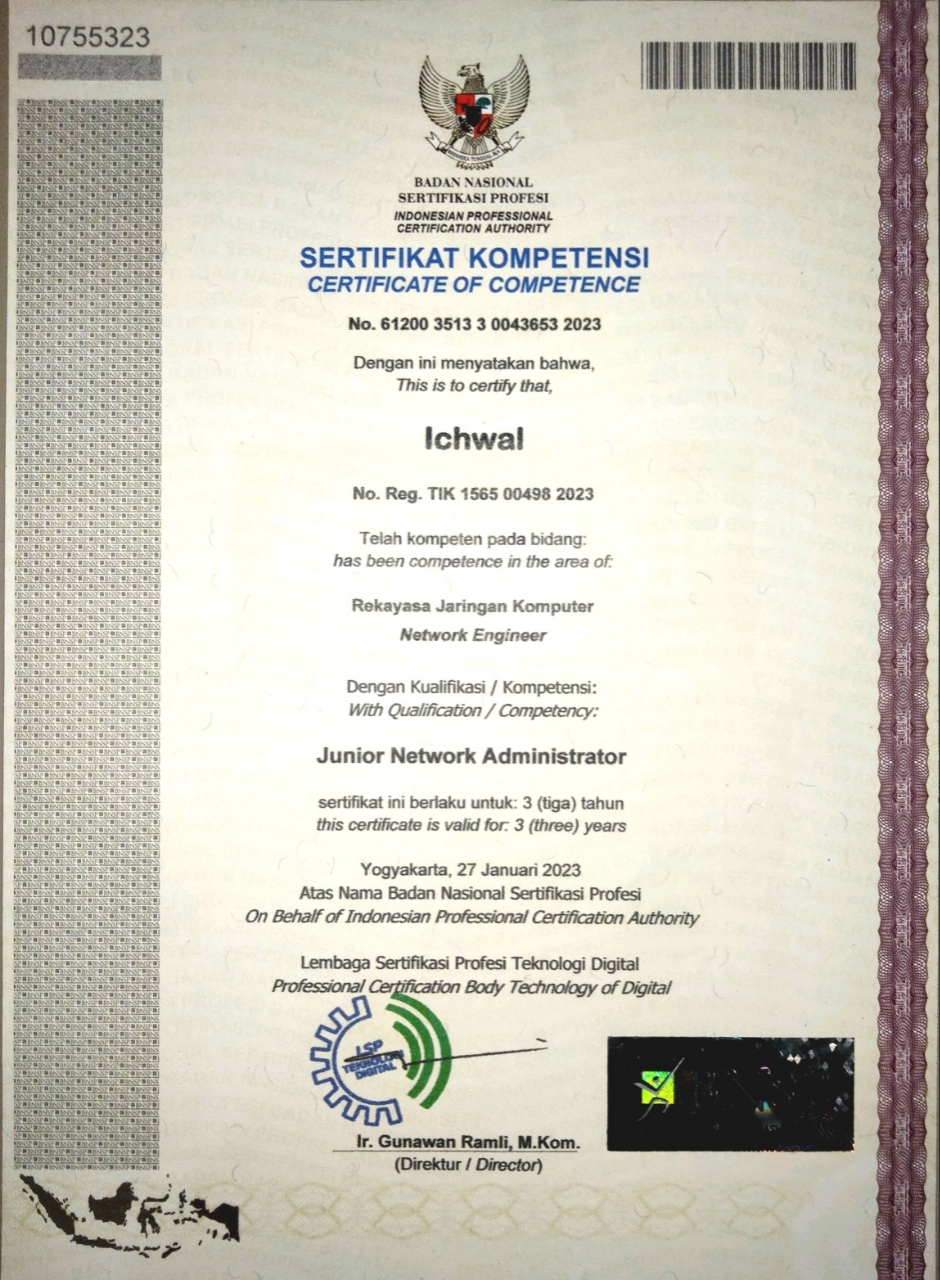 10755323
BADAN NASIONAL
SERTIFIKASI PROFESI
INDONESIAN PROFESSIONAL
CERTIFICATION AUTHORITY
SERTIFIKAT KOMPETENSI
CERTIFICATE OF COMPETENCE
No. 61200 3513 3 0043653 2023
Dengan ini menyatakan bahwa,
This is to certify that,
Ichwal
No. Reg. TIK 1565 00498 2023
Telah kompeten pada bidang:
has been competence in the area of:
Rekayasa Jaringan Komputer
Network Engineer
Dengan Kualifikasi / Kompetensi:
With Qualification / Competency:
Junior Network Administrator
sertifikat ini berlaku untuk: 3 (tiga) tahun
this certificate is valid for: 3 (three) years
Yogyakarta, 27 Januari 2023
Atas Nama Badan Nasional Sertifikasi Profesi
On Behalf of Indonesian Professional Certification Authority
Lembaga Sertifikasi Profesi Teknologi Digital
Professional Certification Body Technology of Digital
LSP
TEKNOLOGI
DIGITAL
Ir. Gunawan Ramli, M.Kom.
(Direktur / Director)